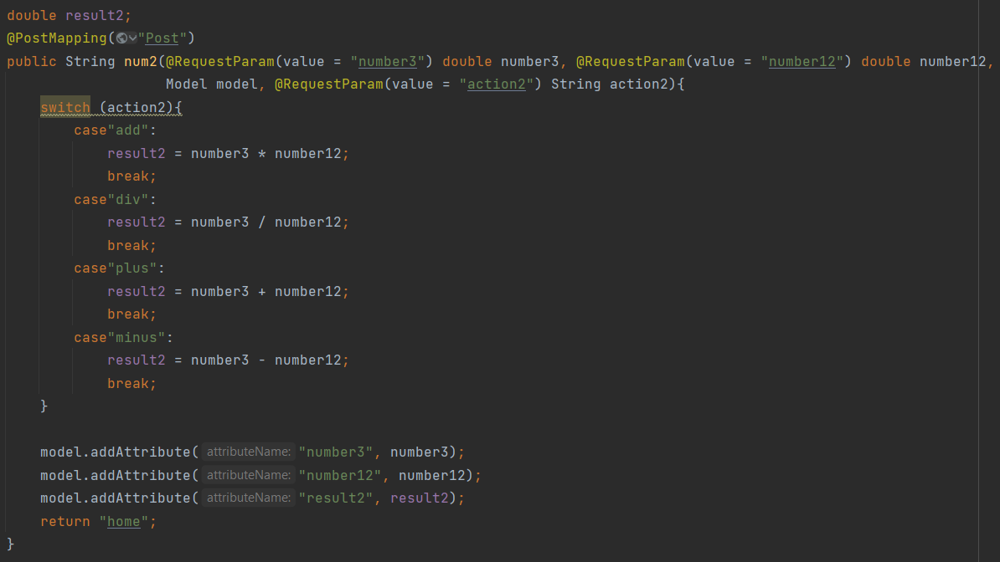 double result2;
@PostMapping("Post")
public String num2(@RequestParam(value = "number3") double number3, @RequestParam(value = "number12") double number12,
Model model, @RequestParam(value = "action2") String action2){
switch (action2){
case"add":
result2 = number3 * number12;
break;
case"div":
result2 = number3 / number12;
break;
case"plus":
result2 = number3 + number12;
break;
case"minus":
result2 = number3 - number12;
break;
}
model.addAttribute( attributeName: "number3", number3);
model.addAttribute( attributeName: "number12", number12);
model.addAttribute( attributeName: "result2", result2);
return "home";
}